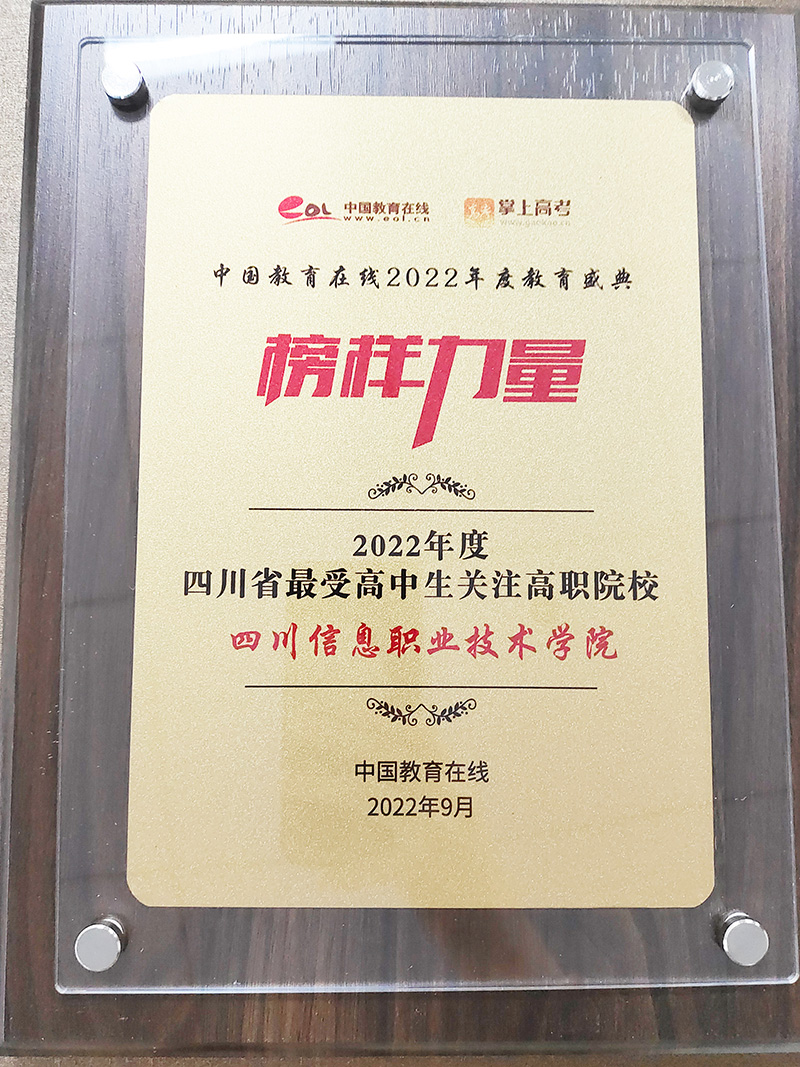 eol 中国教育在线 掌上高考
www.eol.cn www.gaokao.cn
中国教育在线2022年度教育盛典
榜样力量
2022年度
四川省最受高中生关注高职院校
四川信息职业技术学院
中国教育在线
2022年9月